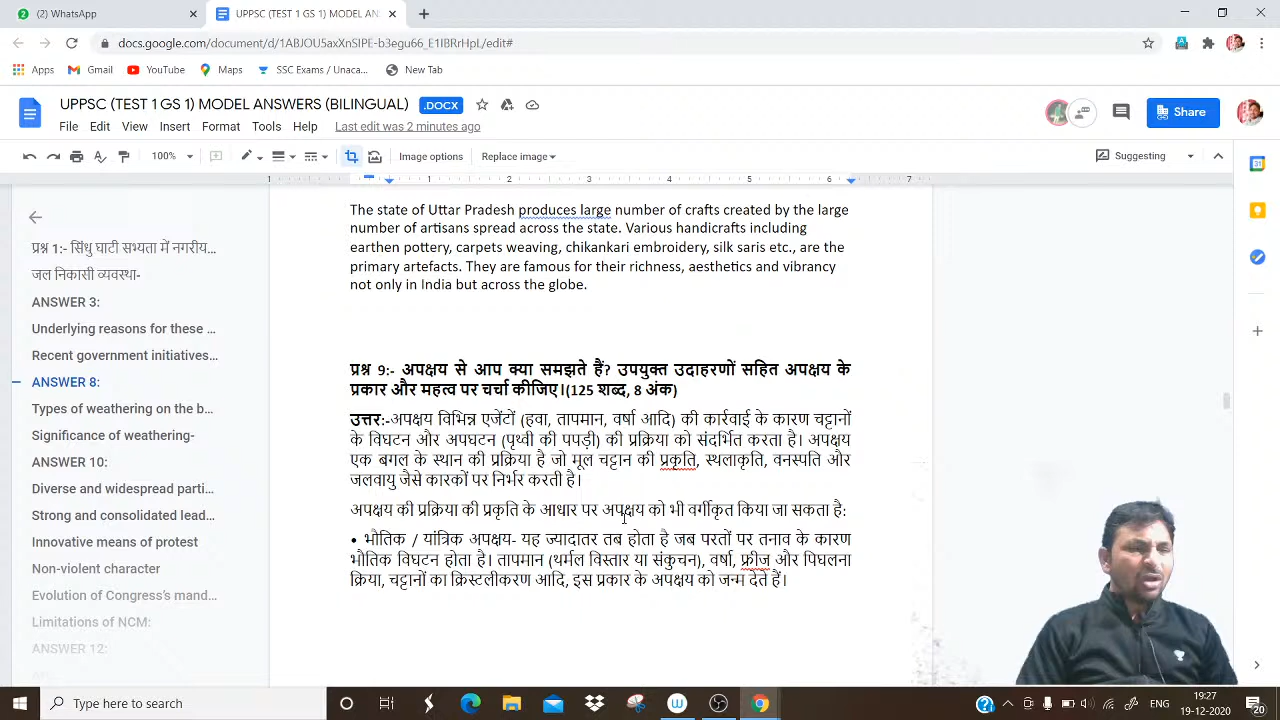 (2) WhatsApp
UPPSC (TEST 1 GS 1) MODEL AN
docs.google.com/document/d/1ABJOU5axXnSIPE-b3egu66_E1IBRrHpL/edit#
Apps
Gmail
YouTube
Maps
SSC Exams / Unaca...
New Tab
UPPSC (TEST 1 GS 1) MODEL ANSWERS (BILINGUAL)
.DOCX
Share
File
Edit
View
Insert
Format
Tools
Help
Last edit was 2 minutes ago
100%
Image options
Replace image
Suggesting
1 1 2 3 4 5 6 7
प्रश्न 1:- सिंधु घाटी सभ्यता में नगरीय...
जल निकासी व्यवस्था-
ANSWER 3:
Underlying reasons for these ...
Recent government initiatives...
ANSWER 8:
Types of weathering on the b...
Significance of weathering-
ANSWER 10:
Diverse and widespread parti...
Strong and consolidated lead...
Innovative means of protest
Non-violent character
Evolution of Congress's mand...
Limitations of NCM:
ANSWER 12:
The state of Uttar Pradesh produces large number of crafts created by the large
number of artisans spread across the state. Various handicrafts including
earthen pottery, carpets weaving, chikankari embroidery, silk saris etc., are the
primary artefacts. They are famous for their richness, aesthetics and vibrancy
not only in India but across the globe.
प्रश्न 9:- अपक्षय से आप क्या समझते हैं? उपयुक्त उदाहरणों सहित अपक्षय के
प्रकार और महत्व पर चर्चा कीजिए।(125 शब्द, 8 अंक)
उत्तर:-अपक्षय विभिन्न एजेंटों (हवा, तापमान, वर्षा आदि) की कार्रवाई के कारण चट्टानों
के विघटन और अपघटन (पृथ्वी की पपड़ी) की प्रक्रिया को संदर्भित करता है। अपक्षय
एक बगल के स्थान की प्रक्रिया है जो मूल चट्टान की प्रकृति, स्थलाकृति, वनस्पति और
जलवायु जैसे कारकों पर निर्भर करती है।
अपक्षय की प्रक्रिया की प्रकृति के आधार पर अपक्षय को भी वर्गीकृत किया जा सकता है:
• भौतिक / यांत्रिक अपक्षय- यह ज्यादातर तब होता है जब परतों पर तनाव के कारण
भौतिक विघटन होता है। तापमान (थर्मल विस्तार या संकुचन), वर्षा, फ्रीज और पिघलना
क्रिया, चट्टानों का क्रिस्टलीकरण आदि, इस प्रकार के अपक्षय को जन्म देते हैं।
Type here to search
ENG
19:27
19-12-2020
20